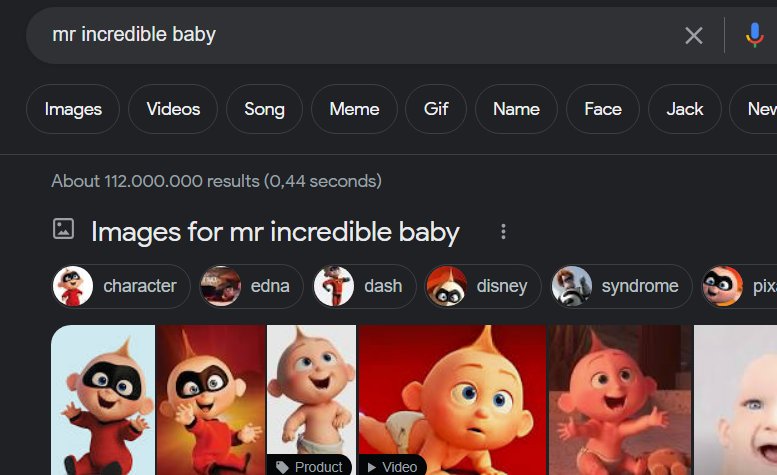 mr incredible baby
Images Videos Song Meme Gif Name Face Jack New
About 112.000.000 results (0,44 seconds)
Images for mr incredible baby
character edna dash disney syndrome pix
Product Video